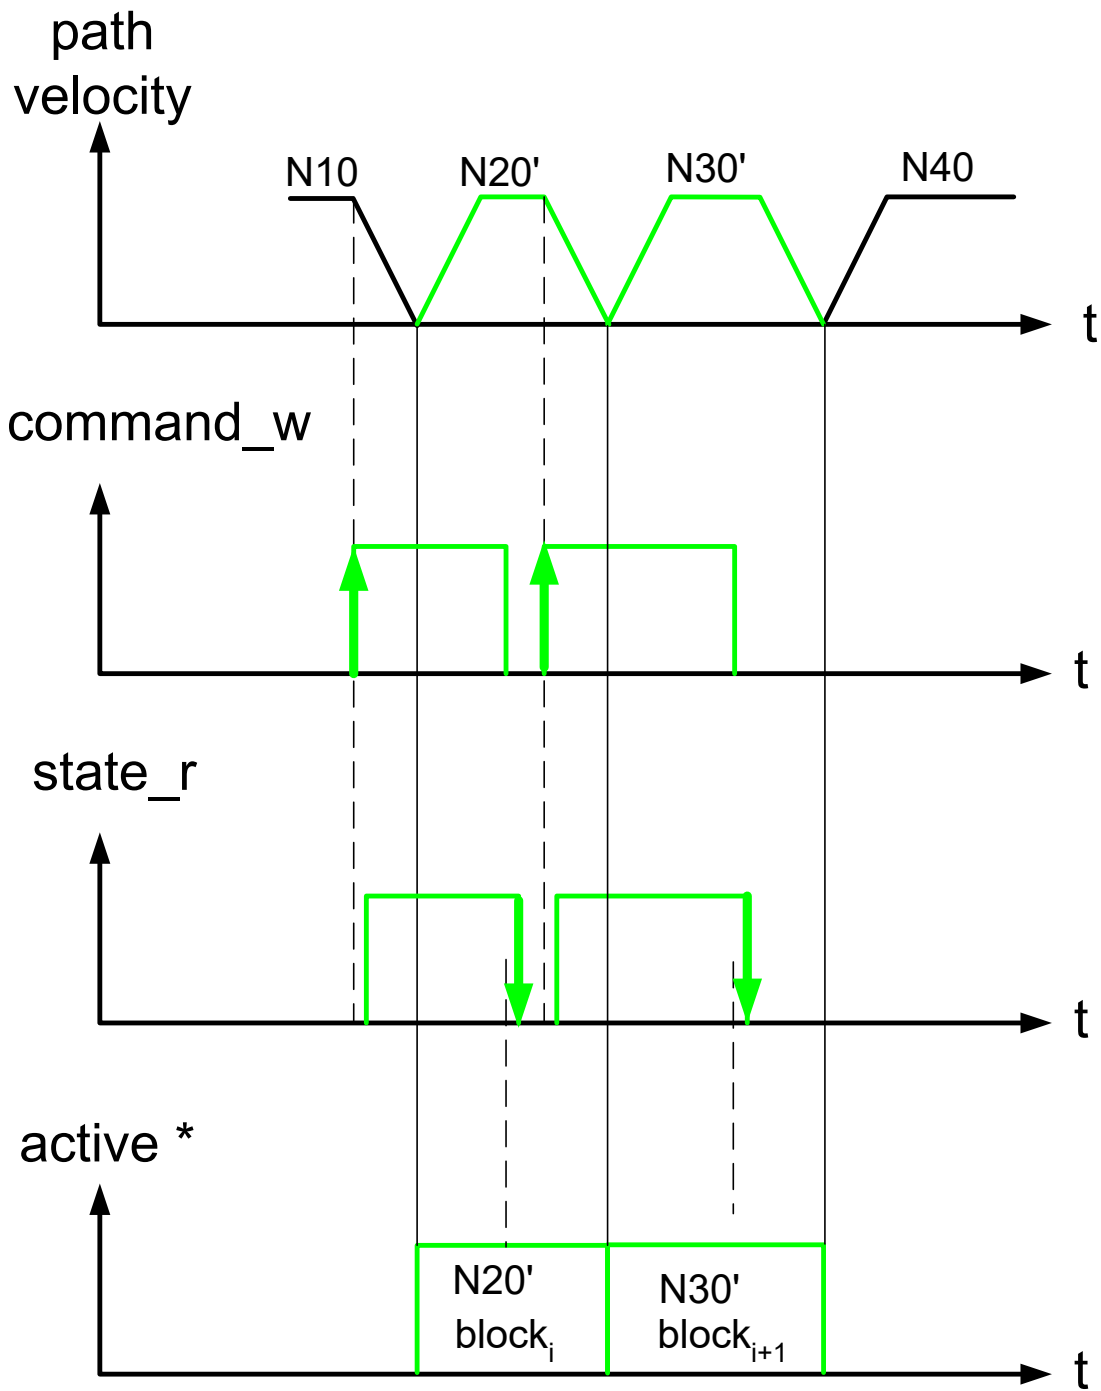 path
velocity
N10
N20'
N30'
N40
t
command_w
t
state_r
t
active *
N20'
block_i
N30'
block_i+1
t